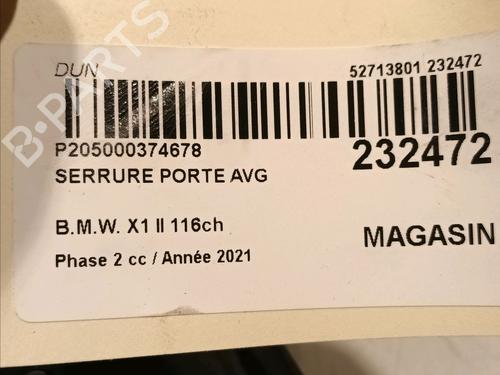 DUN
52713801 232472
P205000374678
232472
SERRURE PORTE AVG
B.M.W. X1 II 116ch
MAGASIN
Phase 2 cc / Année 2021
B-PARTS